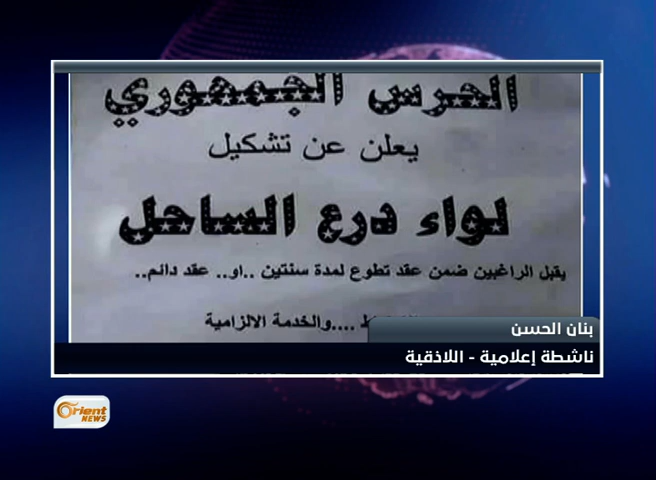 الحرس الجمهوري
يعلن عن تشكيل
لواء درع الساحل
يقبل الراغبين ضمن عقد تطوع لمدة سنتين ..او.. عقد دائم..
....والخدمة الالزامية
بنان الحسن
ناشطة إعلامية - اللاذقية
Orient
NEWS